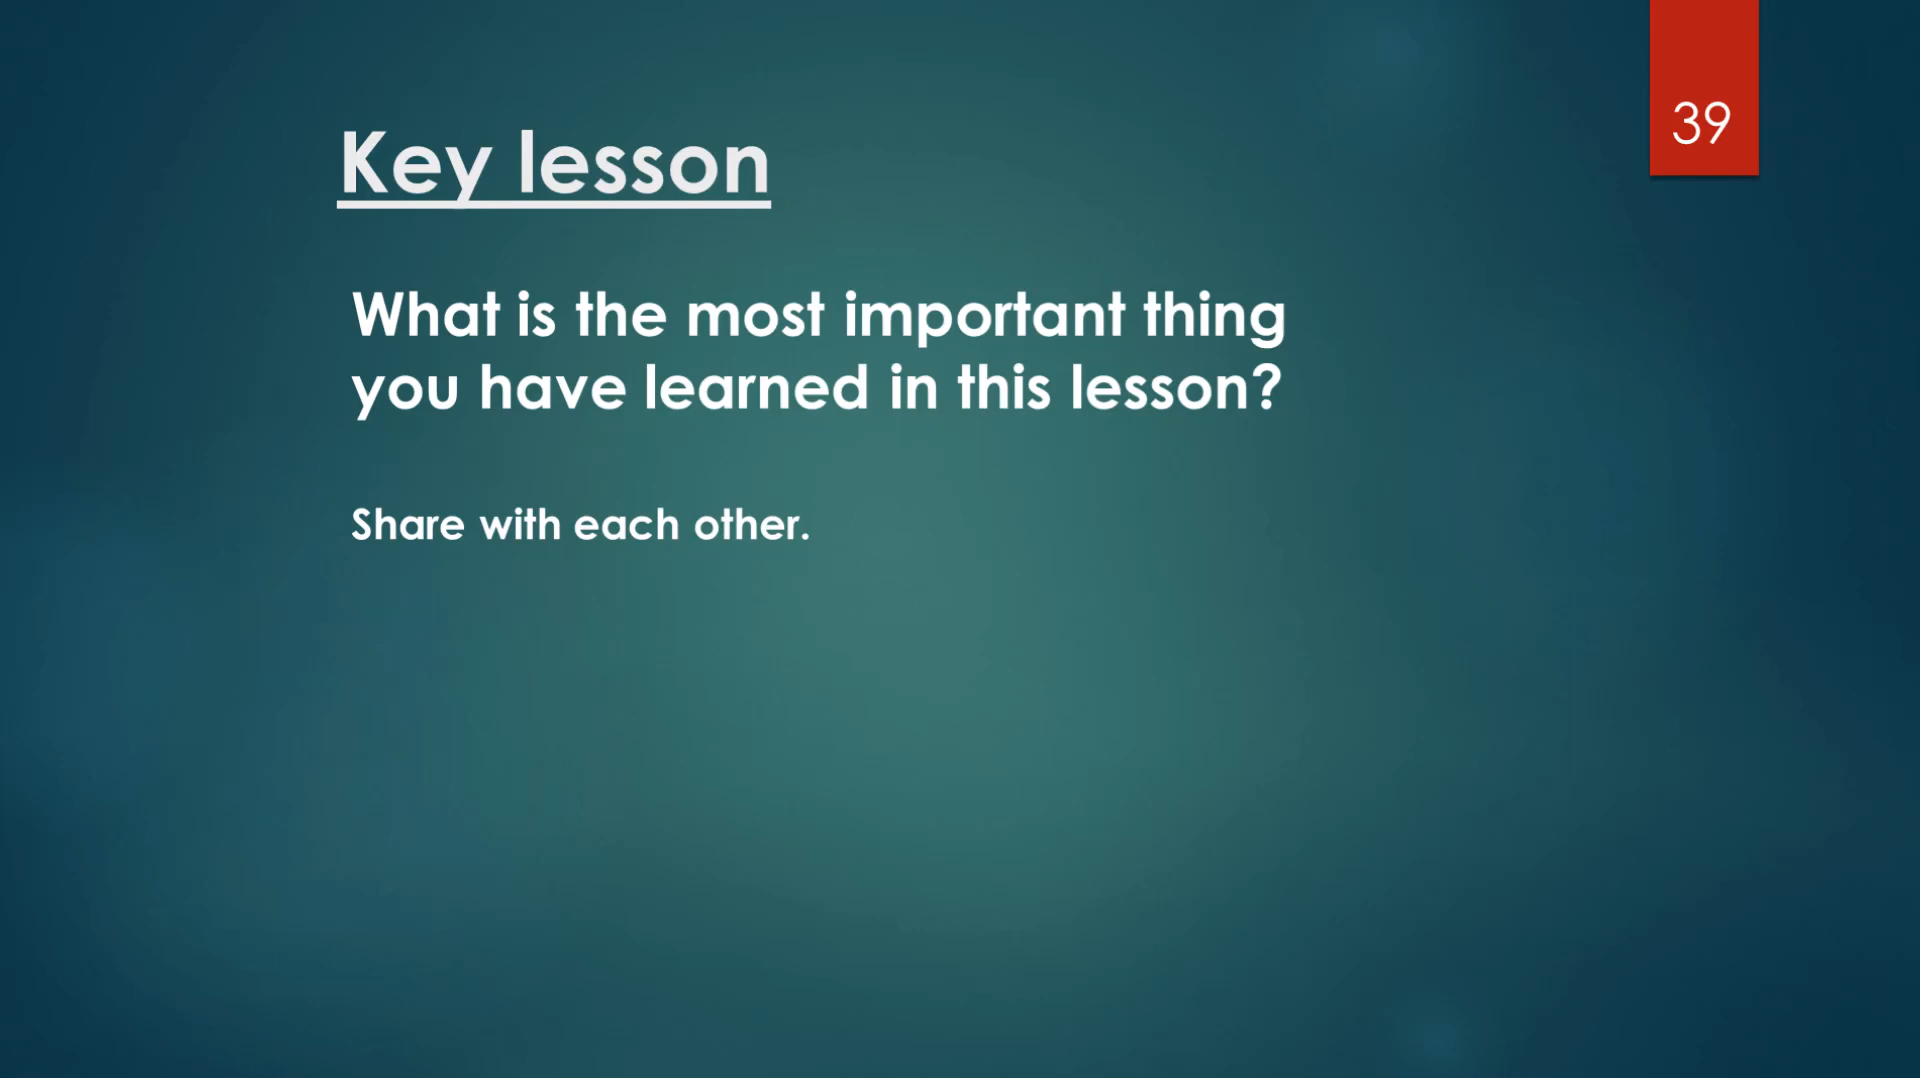 39
Key lesson
What is the most important thing
you have learned in this lesson?
Share with each other.